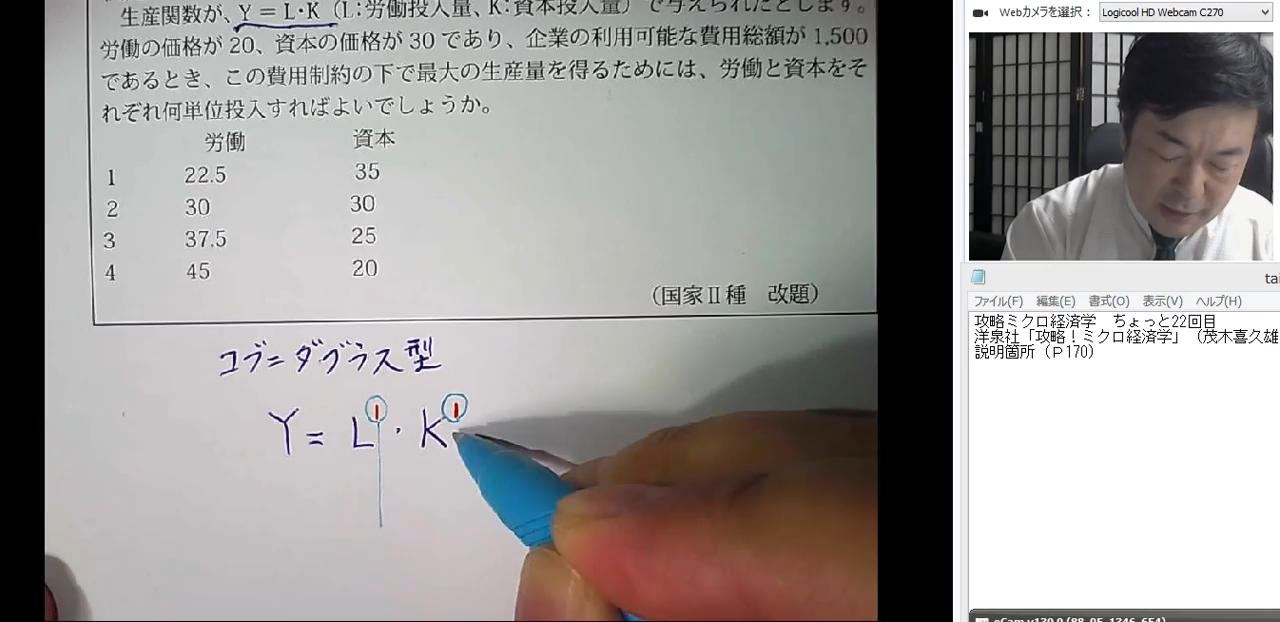 生産関数が、Y = L・K（L：労働投入量、K：資本投入量）で与えられたとします。
労働の価格が 20、資本の価格が 30 であり、企業の利用可能な費用総額が 1,500
であるとき、この費用制約の下で最大の生産量を得るためには、労働と資本をそ
れぞれ何単位投入すればよいでしょうか。
労働 資本
1 22.5 35
2 30 30
3 37.5 25
4 45 20
（国家Ⅱ種 改題）
コブ=ダグラス型
Y = L¹・K¹
Webカメラを選択： Logicool HD Webcam C270
tai
ファイル(F) 編集(E) 書式(O) 表示(V) ヘルプ(H)
攻略ミクロ経済学 ちょっと22回目
洋泉社「攻略！ミクロ経済学」（茂木喜久雄
説明箇所（P170）